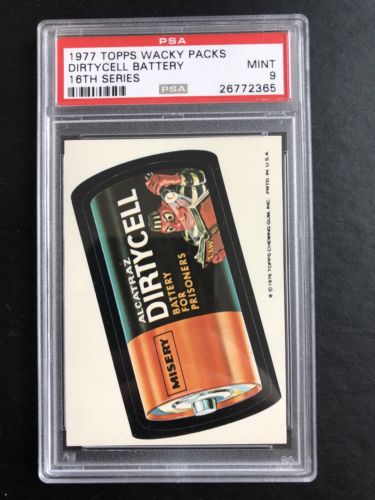 PSA
1977 TOPPS WACKY PACKS
DIRTYCELL BATTERY MINT
16TH SERIES 9
PSA 26772365
ALCATRAZ
DIRTYCELL
BATTERY
FOR
PRISONERS
MISERY
© 1976 TOPPS CHEWING GUM, INC. PRTD. IN U.S.A.